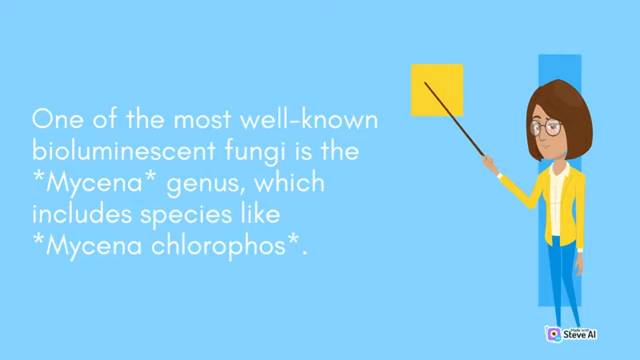 One of the most well-known
bioluminescent fungi is the
*Mycena* genus, which
includes species like
*Mycena chlorophos*.
Made with
Steve AI